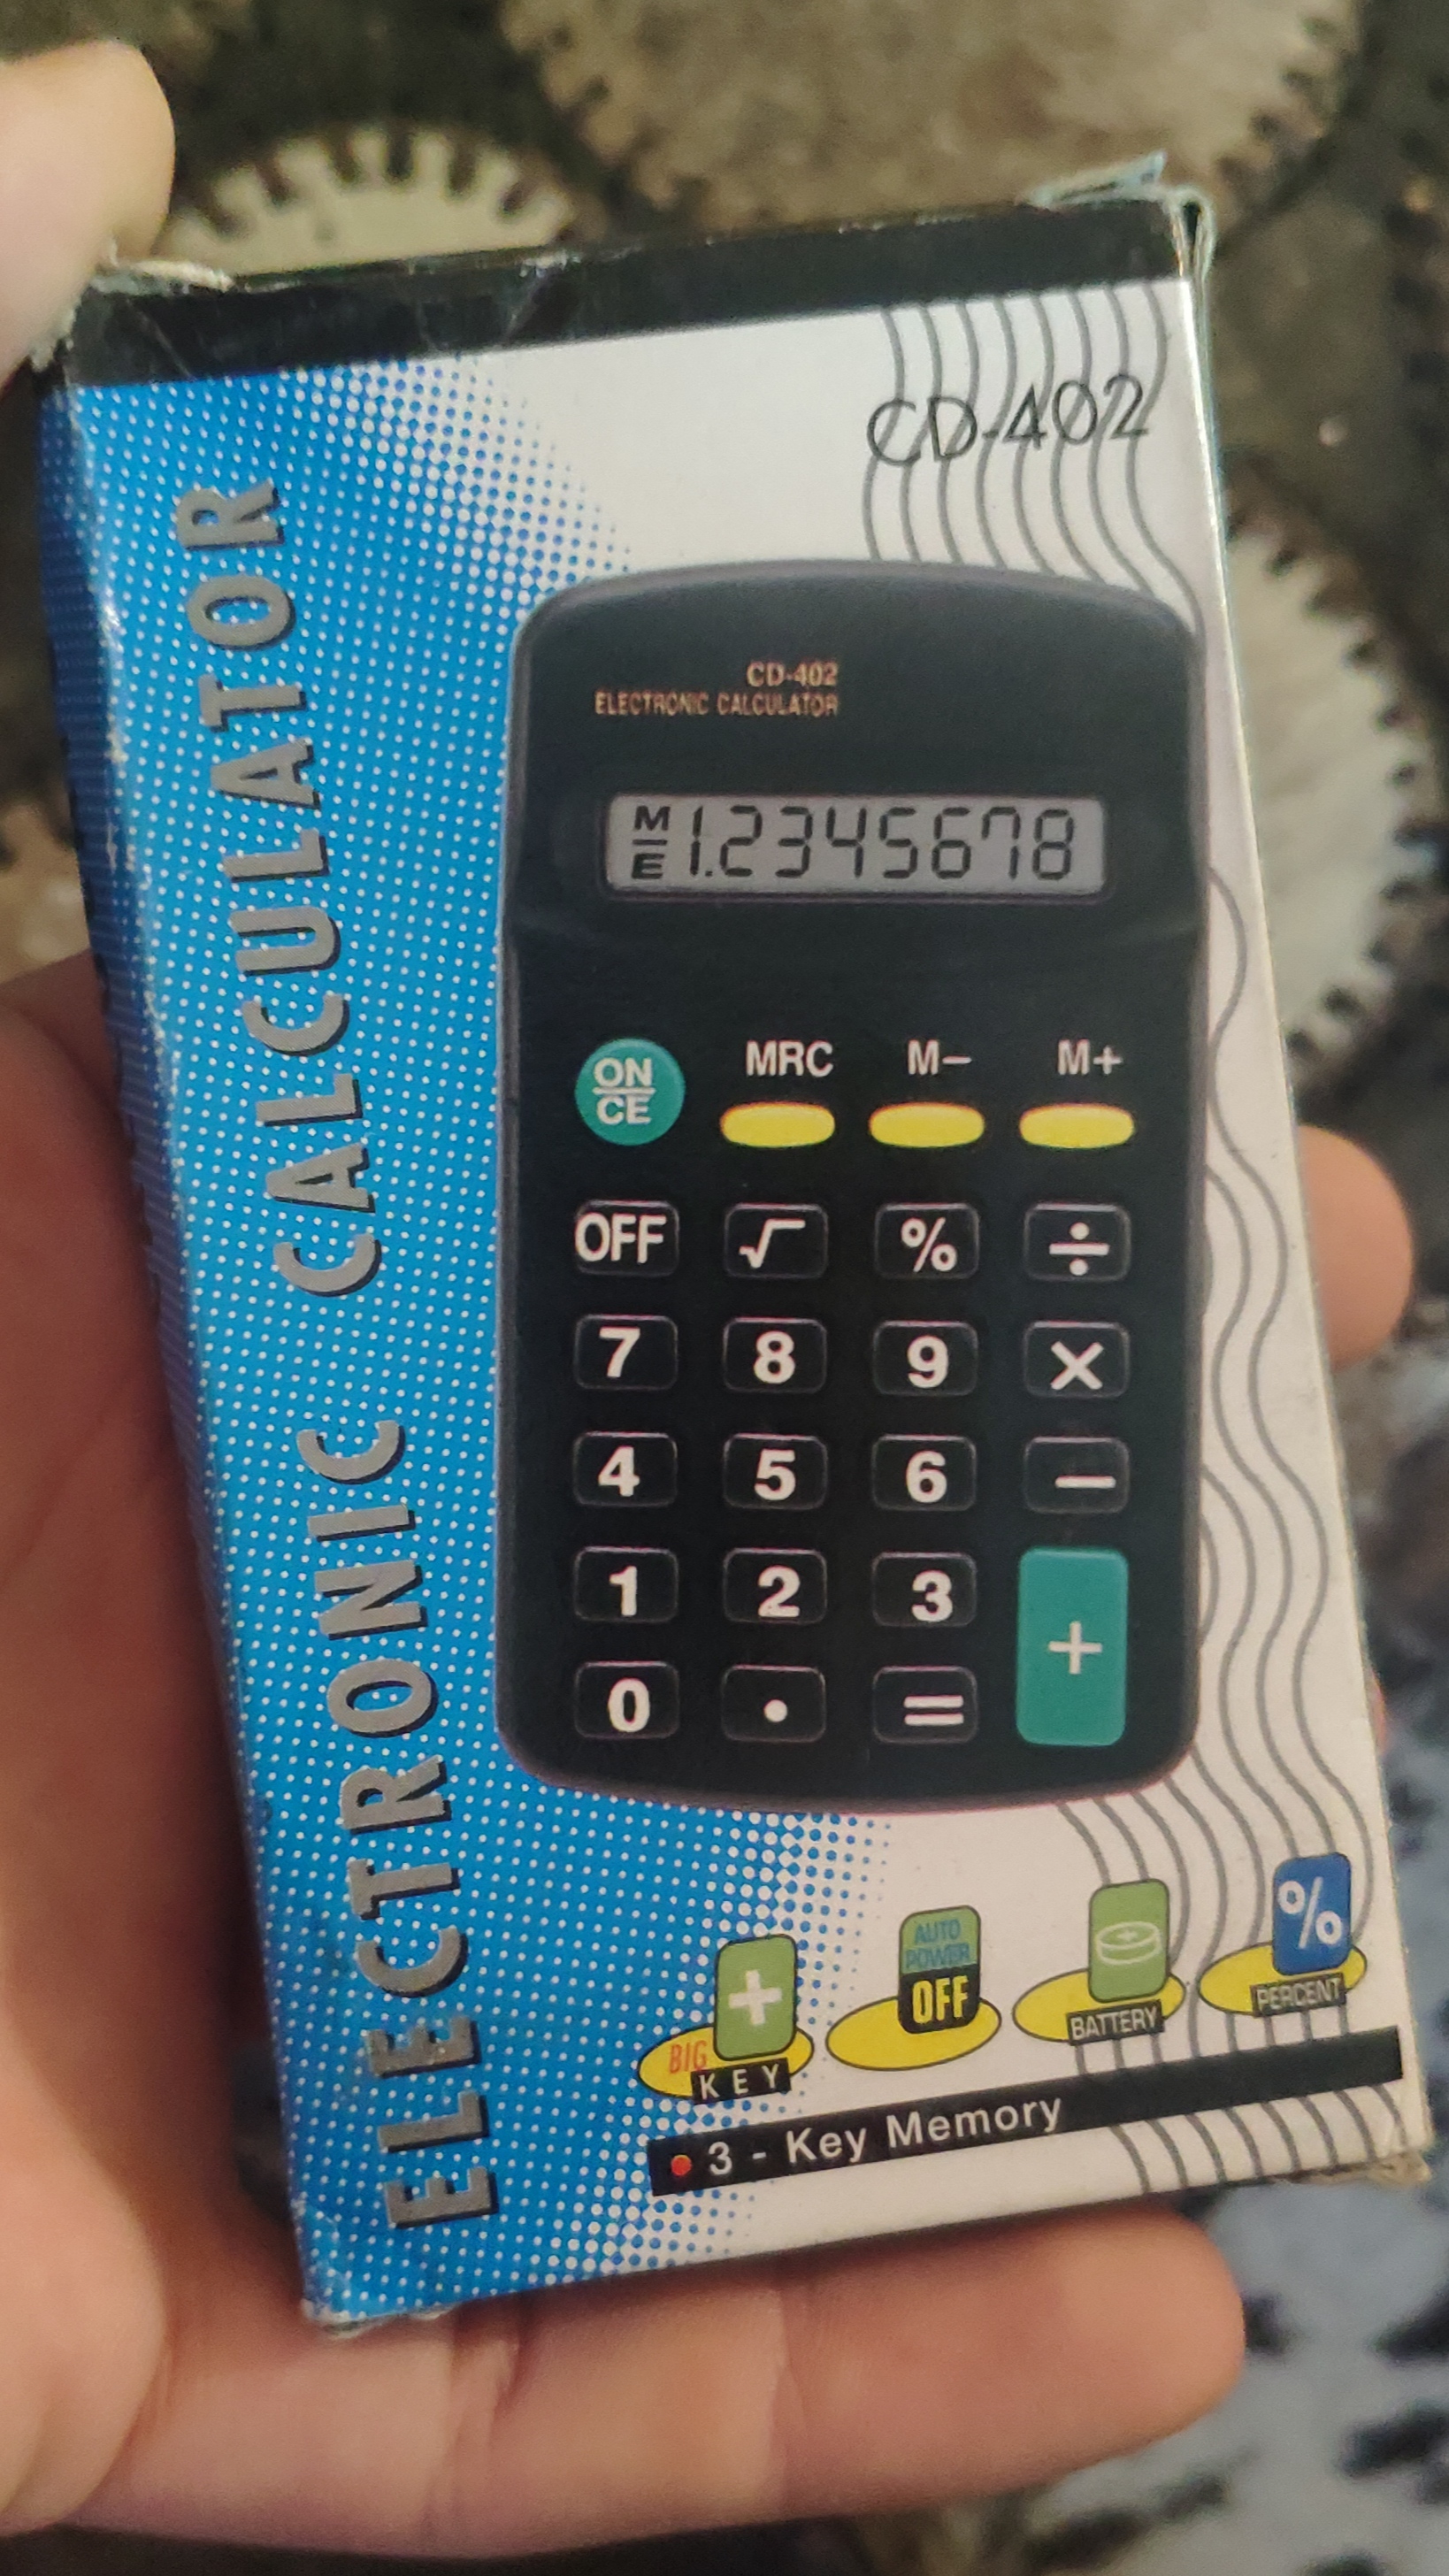 CD-402
ELECTRONIC CALCULATOR
CD-402
ELECTRONIC CALCULATOR
M
E
1.2345678
ON
CE
MRC M− M+
OFF √ % ÷
7 8 9 ×
4 5 6 −
1 2 3
+
0 . =
BIG
KEY
AUTO
POWER
OFF
BATTERY
%
PERCENT
3 - Key Memory